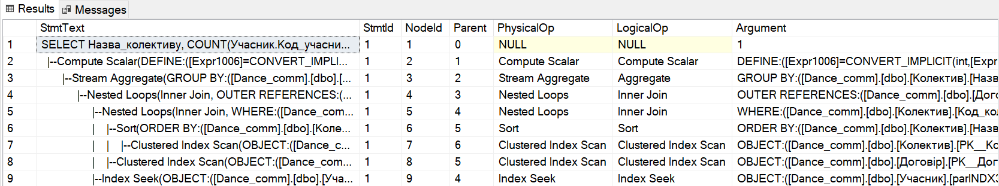 Results Messages
StmtText StmtId NodeId Parent PhysicalOp LogicalOp Argument
1 SELECT Назва_колективу, COUNT(Учасник.Код_учасни... 1 1 0 NULL NULL 1
2 |--Compute Scalar(DEFINE:([Expr1006]=CONVERT_IMPLI... 1 2 1 Compute Scalar Compute Scalar DEFINE:([Expr1006]=CONVERT_IMPLICIT(int,[Expr
3 |--Stream Aggregate(GROUP BY:([Dance_comm].[dbo].[... 1 3 2 Stream Aggregate Aggregate GROUP BY:([Dance_comm].[dbo].[Колектив].[Назв
4 |--Nested Loops(Inner Join, OUTER REFERENCES:(... 1 4 3 Nested Loops Inner Join OUTER REFERENCES:([Dance_comm].[dbo].[Дого
5 |--Nested Loops(Inner Join, WHERE:([Dance_com... 1 5 4 Nested Loops Inner Join WHERE:([Dance_comm].[dbo].[Колектив].[Код_кол
6 | |--Sort(ORDER BY:([Dance_comm].[dbo].[Коле... 1 6 5 Sort Sort ORDER BY:([Dance_comm].[dbo].[Колектив].[Назв
7 | | |--Clustered Index Scan(OBJECT:([Dance_c... 1 7 6 Clustered Index Scan Clustered Index Scan OBJECT:([Dance_comm].[dbo].[Колектив].[PK__Ко
8 | |--Clustered Index Scan(OBJECT:([Dance_com... 1 8 5 Clustered Index Scan Clustered Index Scan OBJECT:([Dance_comm].[dbo].[Договір].[PK__Дог
9 |--Index Seek(OBJECT:([Dance_comm].[dbo].[Уча... 1 9 4 Index Seek Index Seek OBJECT:([Dance_comm].[dbo].[Учасник].[parINDX3